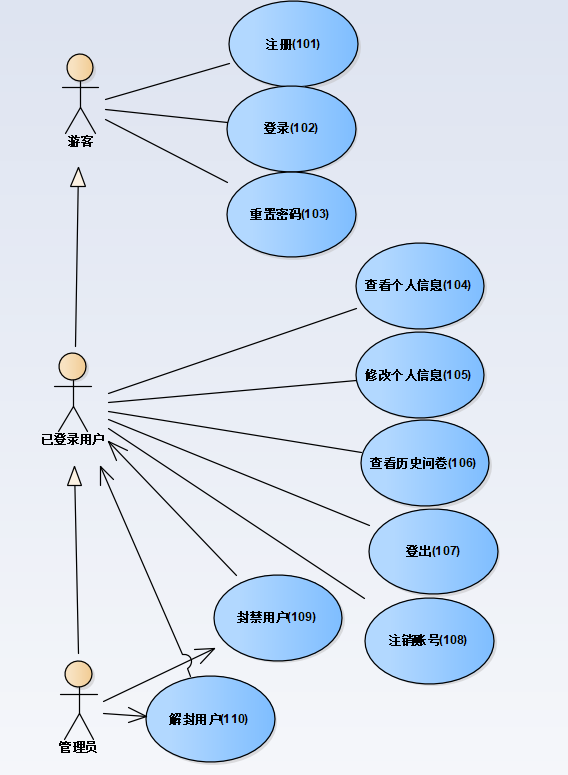 注册(101)
登录(102)
游客
重置密码(103)
查看个人信息(104)
修改个人信息(105)
已登录用户
查看历史问卷(106)
登出(107)
封禁用户(109)
注销账号(108)
解封用户(110)
管理员